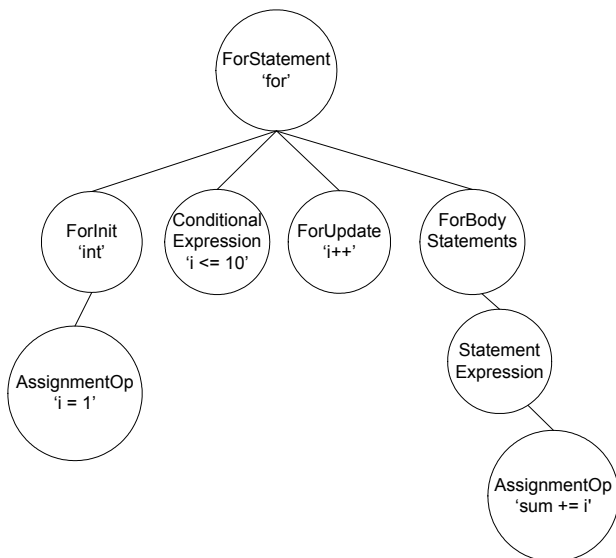 ForStatement
‘for’
ForInit
‘int’
Conditional
Expression
‘i <= 10’
ForUpdate
‘i++’
ForBody
Statements
AssignmentOp
‘i = 1’
Statement
Expression
AssignmentOp
‘sum += i'